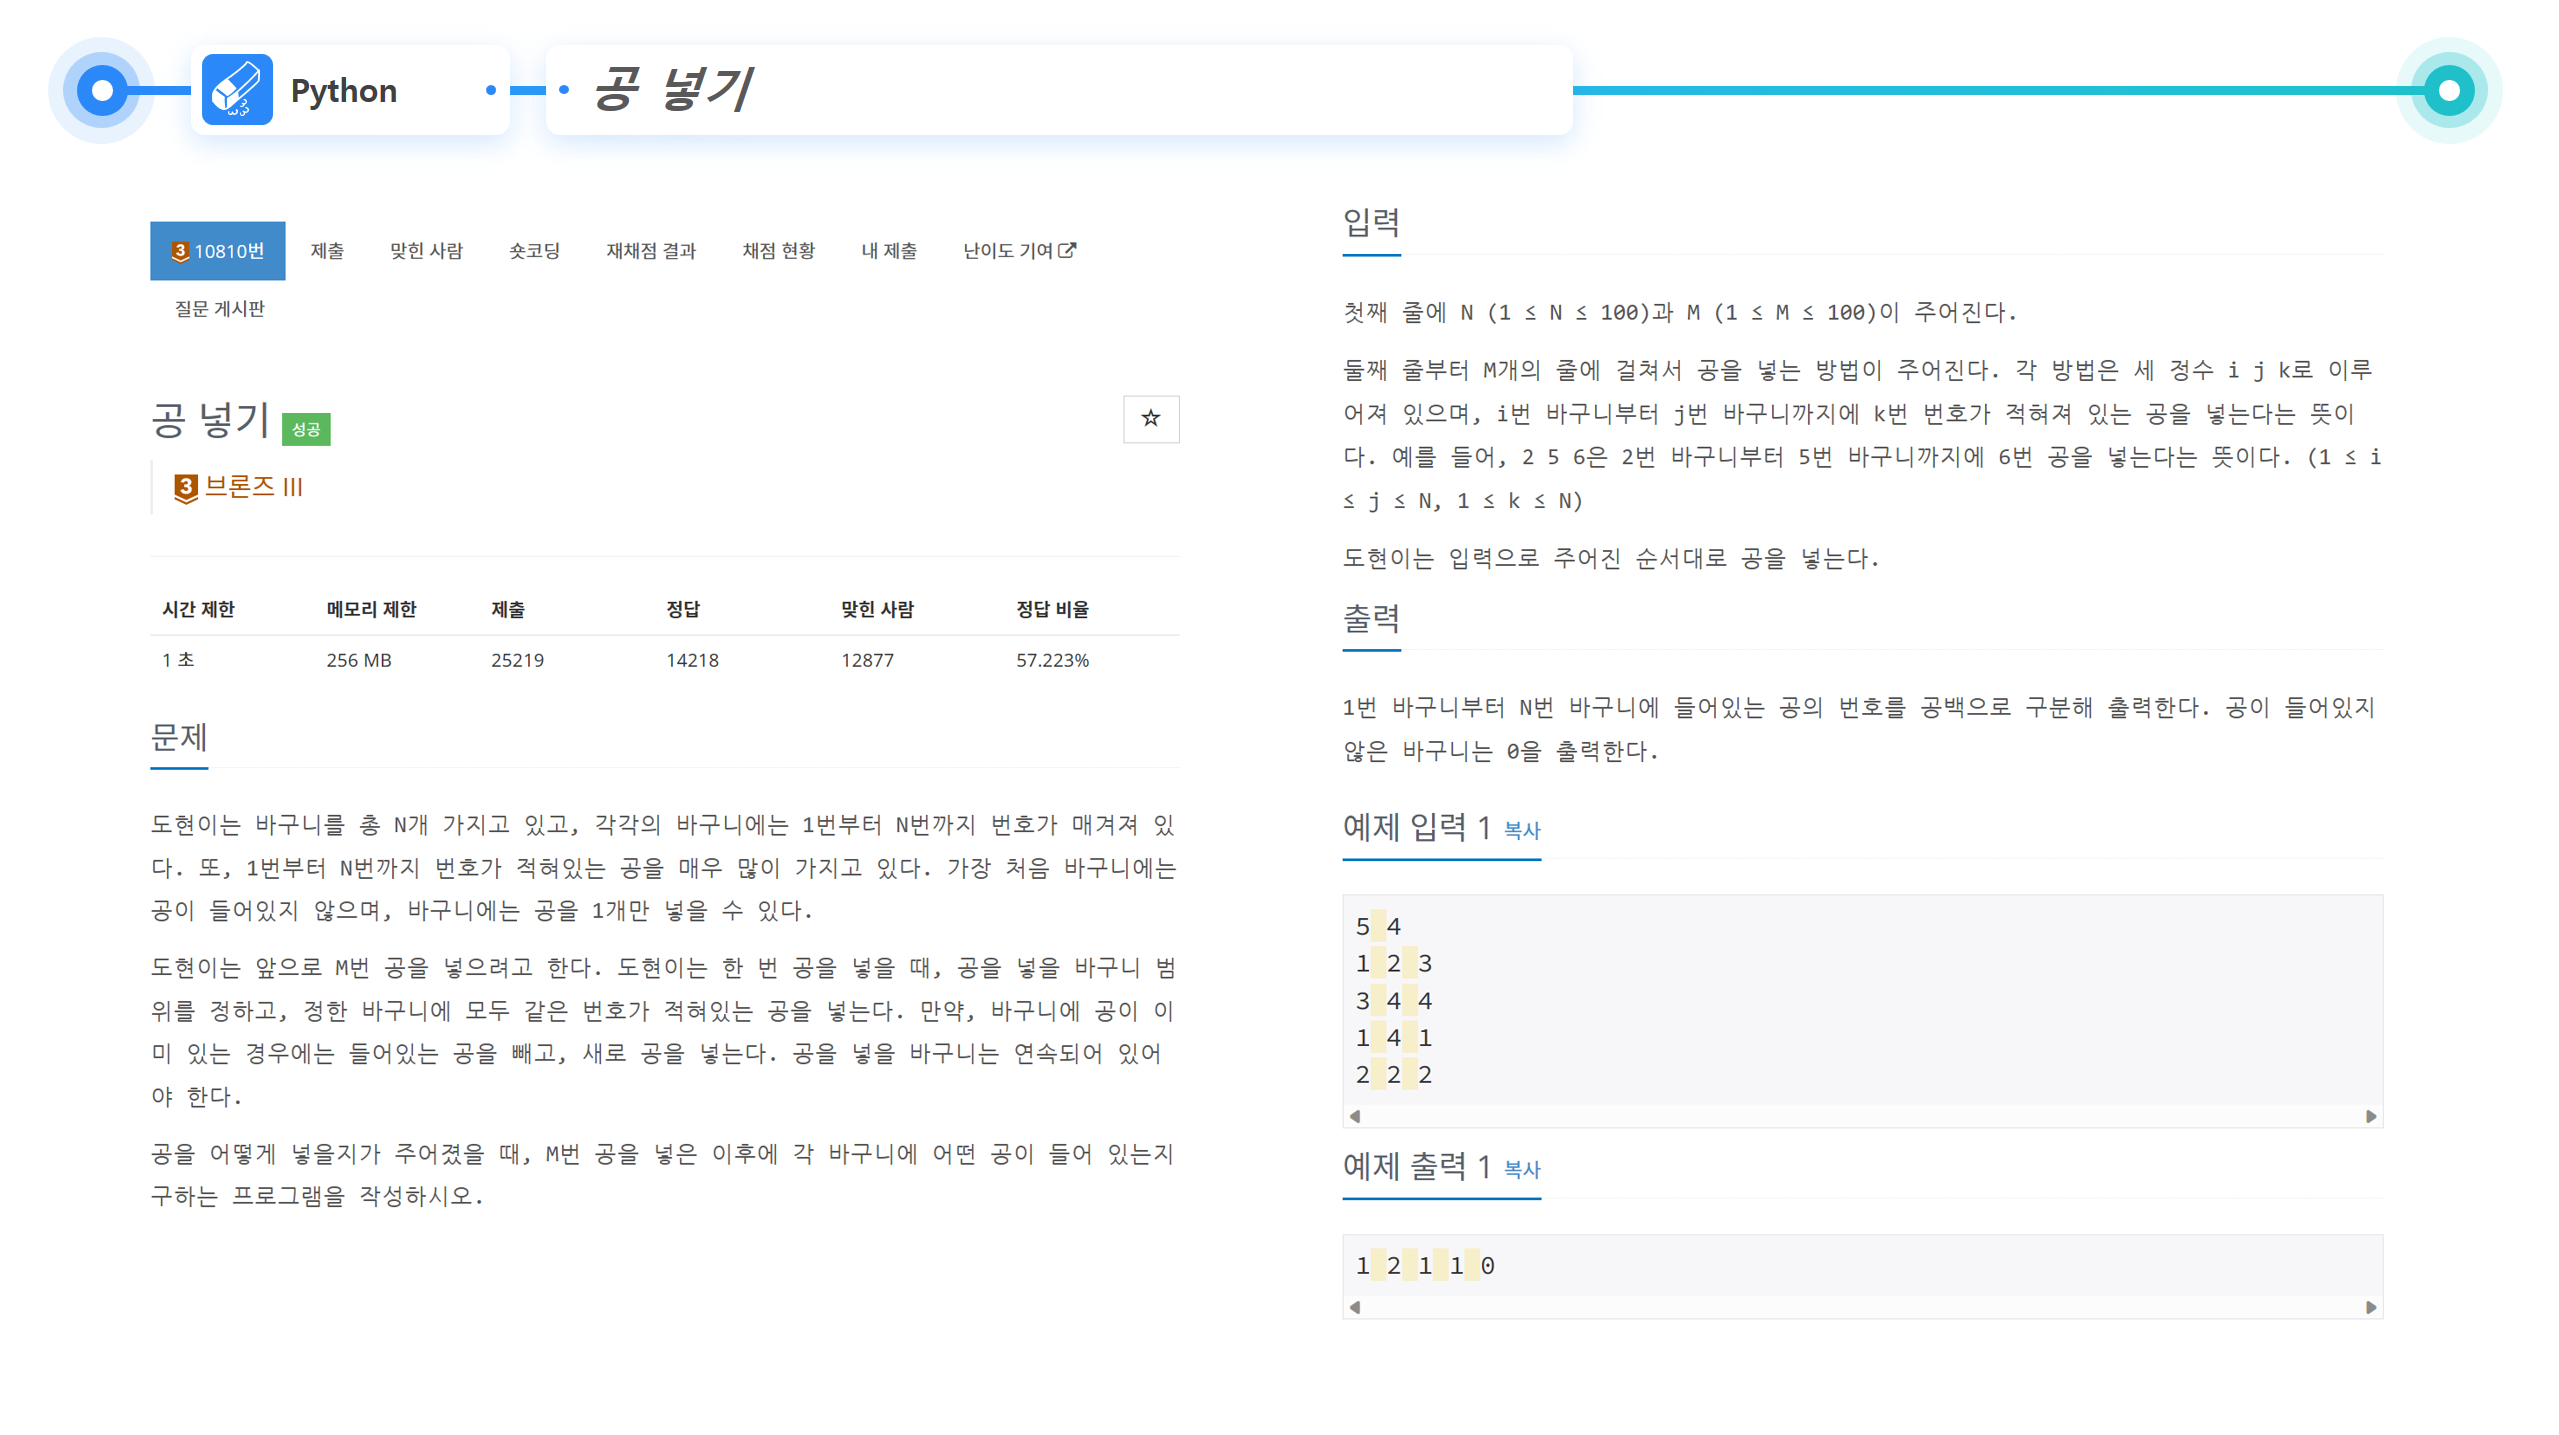 Python
공 넣기
3 10810번 제출 맞힌 사람 숏코딩 재채점 결과 채점 현황 내 제출 난이도 기여
질문 게시판
공 넣기 성공 ☆
3 브론즈 III
시간 제한 메모리 제한 제출 정답 맞힌 사람 정답 비율
1 초 256 MB 25219 14218 12877 57.223%
문제
도현이는 바구니를 총 N개 가지고 있고, 각각의 바구니에는 1번부터 N번까지 번호가 매겨져 있
다. 또, 1번부터 N번까지 번호가 적혀있는 공을 매우 많이 가지고 있다. 가장 처음 바구니에는
공이 들어있지 않으며, 바구니에는 공을 1개만 넣을 수 있다.
도현이는 앞으로 M번 공을 넣으려고 한다. 도현이는 한 번 공을 넣을 때, 공을 넣을 바구니 범
위를 정하고, 정한 바구니에 모두 같은 번호가 적혀있는 공을 넣는다. 만약, 바구니에 공이 이
미 있는 경우에는 들어있는 공을 빼고, 새로 공을 넣는다. 공을 넣을 바구니는 연속되어 있어
야 한다.
공을 어떻게 넣을지가 주어졌을 때, M번 공을 넣은 이후에 각 바구니에 어떤 공이 들어 있는지
구하는 프로그램을 작성하시오.
입력
첫째 줄에 N (1 ≤ N ≤ 100)과 M (1 ≤ M ≤ 100)이 주어진다.
둘째 줄부터 M개의 줄에 걸쳐서 공을 넣는 방법이 주어진다. 각 방법은 세 정수 i j k로 이루
어져 있으며, i번 바구니부터 j번 바구니까지에 k번 번호가 적혀져 있는 공을 넣는다는 뜻이
다. 예를 들어, 2 5 6은 2번 바구니부터 5번 바구니까지에 6번 공을 넣는다는 뜻이다. (1 ≤ i
≤ j ≤ N, 1 ≤ k ≤ N)
도현이는 입력으로 주어진 순서대로 공을 넣는다.
출력
1번 바구니부터 N번 바구니에 들어있는 공의 번호를 공백으로 구분해 출력한다. 공이 들어있지
않은 바구니는 0을 출력한다.
예제 입력 1 복사
5 4
1 2 3
3 4 4
1 4 1
2 2 2
예제 출력 1 복사
1 2 1 1 0